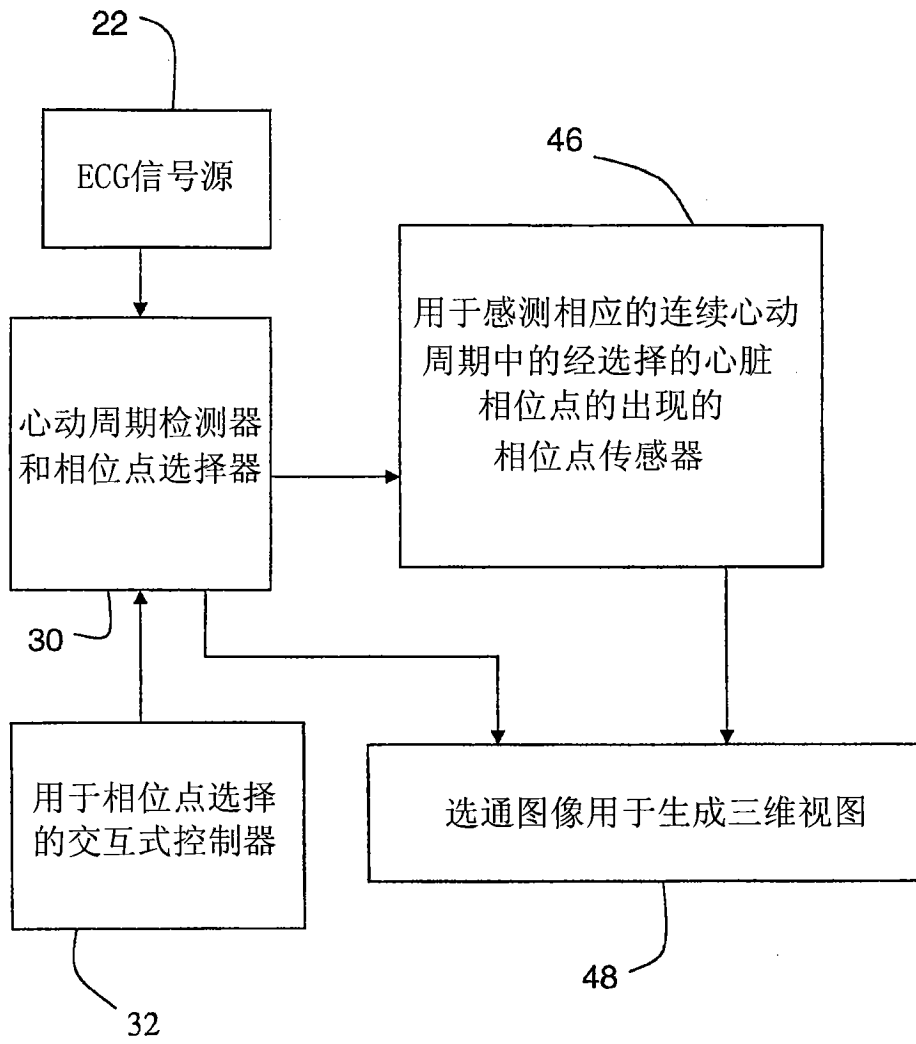 22
ECG信号源
46
用于感测相应的连续心动
周期中的经选择的心脏
相位点的出现的
相位点传感器
心动周期检测器
和相位点选择器
30
用于相位点选择
的交互式控制器
选通图像用于生成三维视图
32
48